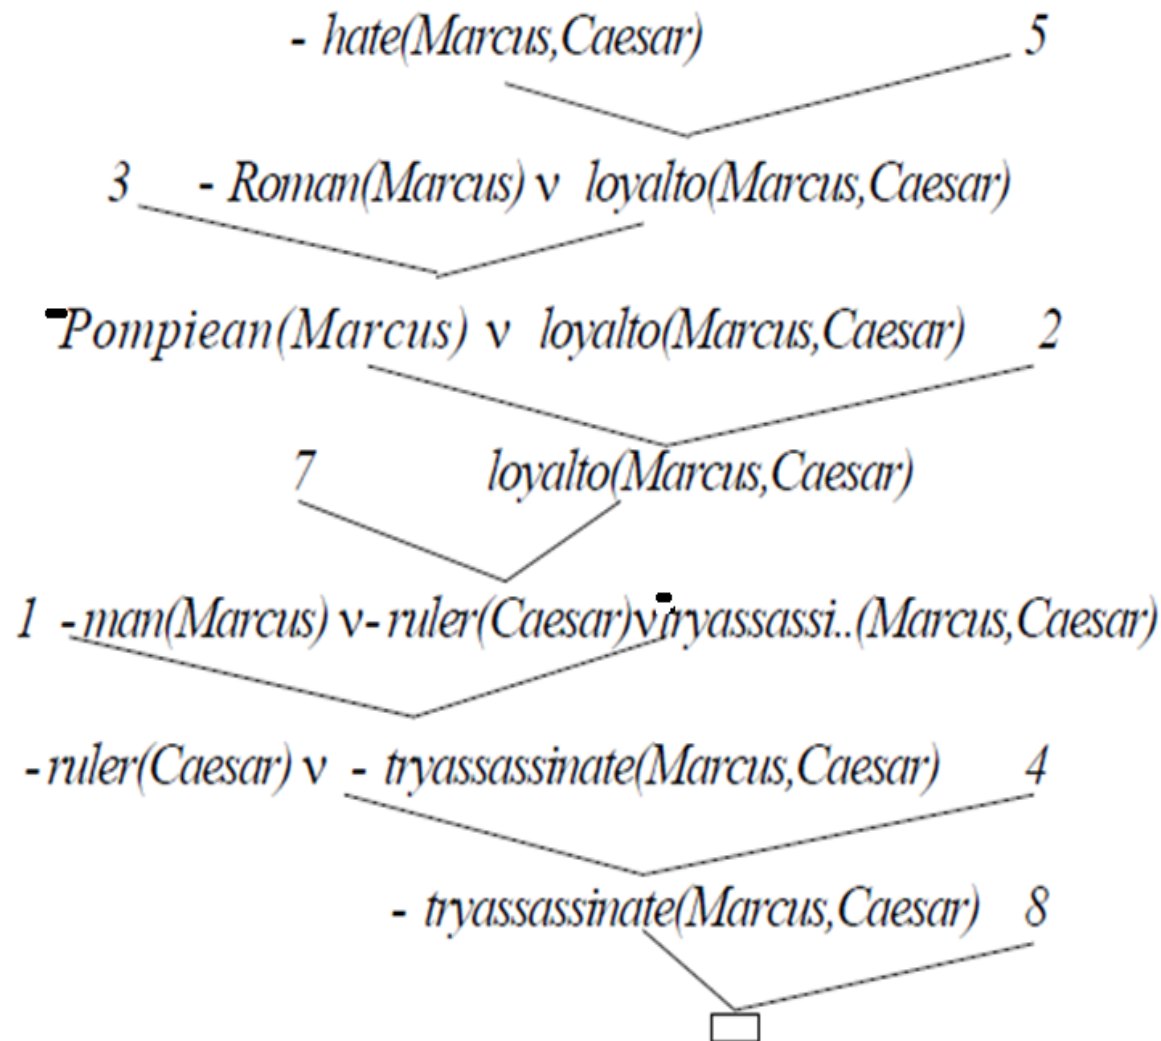 - hate(Marcus,Caesar) 5
3 - Roman(Marcus) v loyalto(Marcus,Caesar)
-Pompiean(Marcus) v loyalto(Marcus,Caesar) 2
7 loyalto(Marcus,Caesar)
1 -man(Marcus) v-ruler(Caesar)v-tryassassi..(Marcus,Caesar)
-ruler(Caesar) v - tryassassinate(Marcus,Caesar) 4
- tryassassinate(Marcus,Caesar) 8